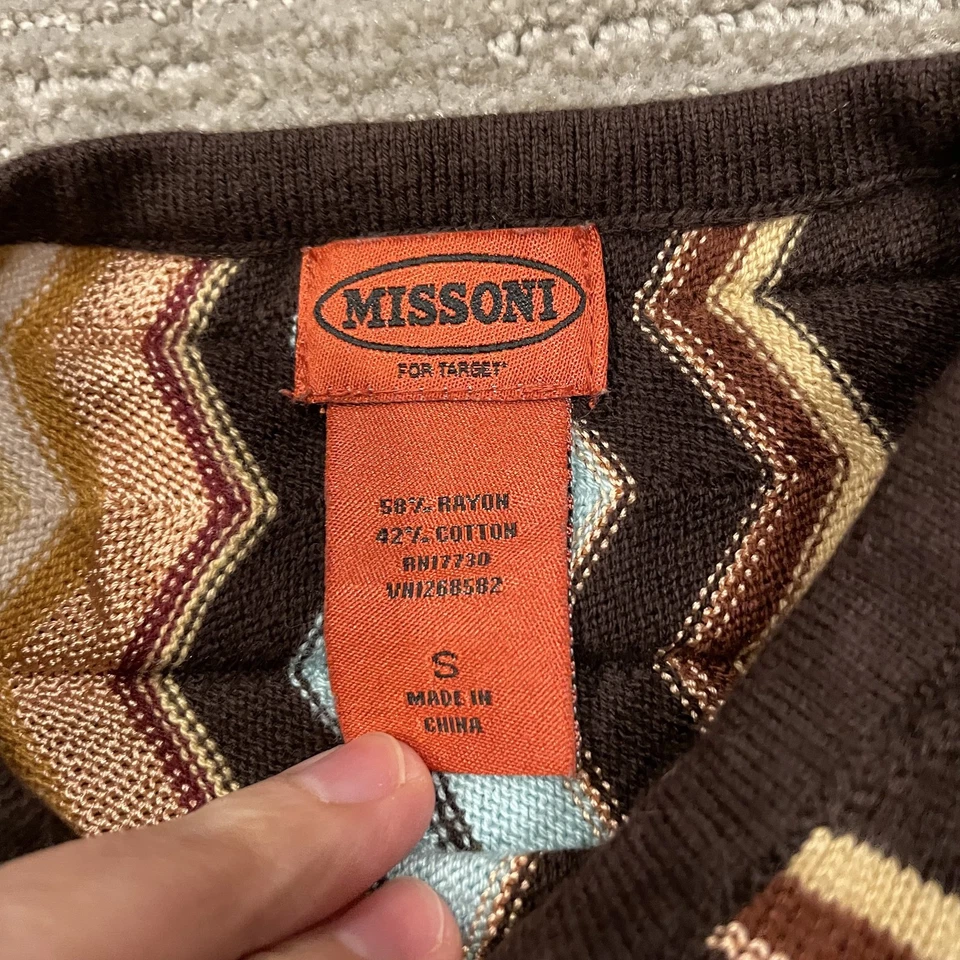 MISSONI
FOR TARGET®
58% RAYON
42% COTTON
RN17730
VN1268582
S
MADE IN
CHINA